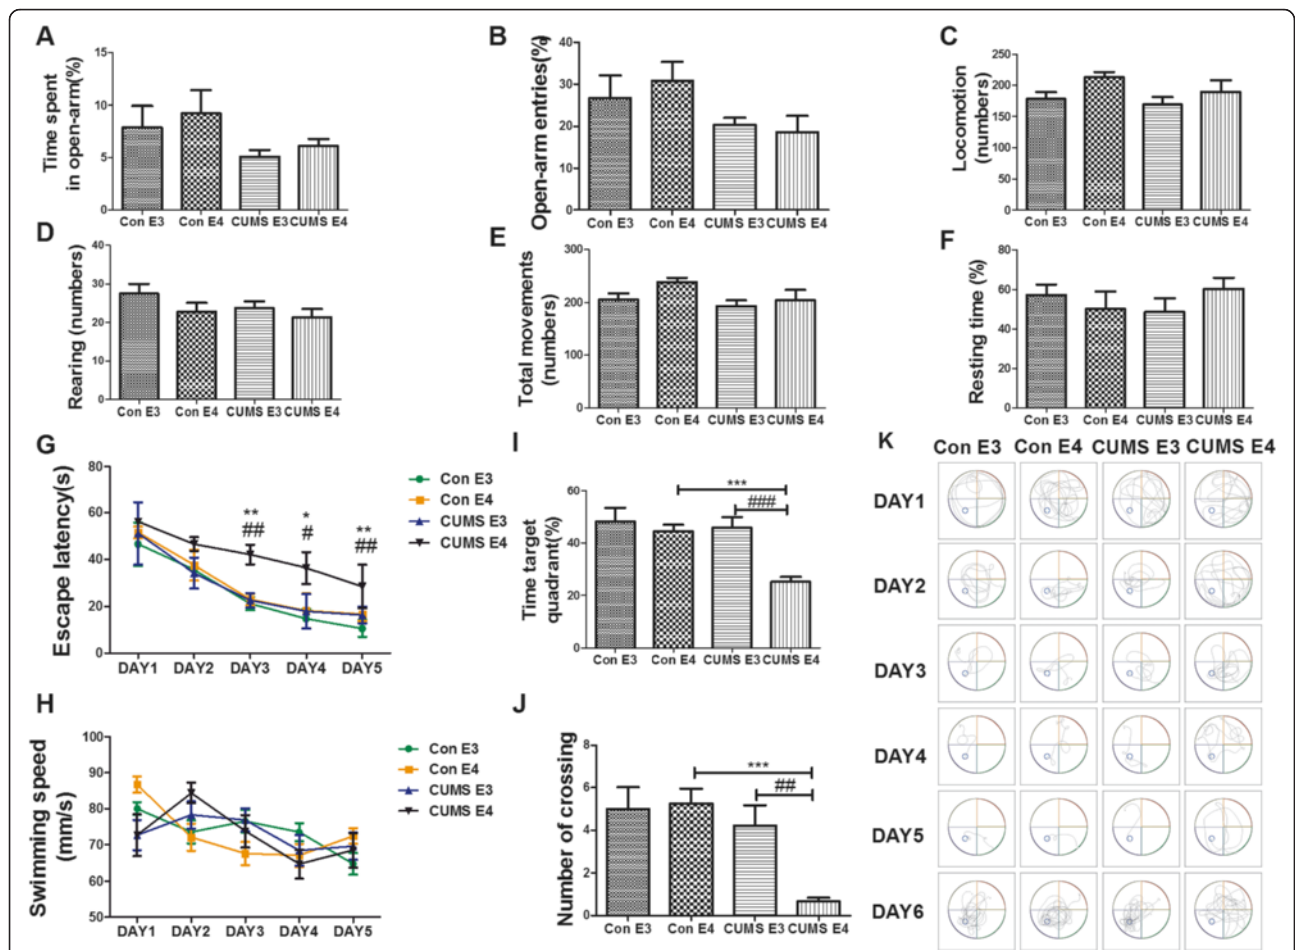 A
Time spent
in open-arm(%)
15
10
5
0
Con E3 Con E4 CUMS E3 CUMS E4
B
Open-arm entries(%)
40
30
20
10
0
Con E3 Con E4 CUMS E3 CUMS E4
C
Locomotion
(numbers)
250
200
150
100
50
0
Con E3 Con E4 CUMS E3 CUMS E4
D
Rearing (numbers)
40
30
20
10
0
Con E3 Con E4 CUMS E3 CUMS E4
E
Total movements
(numbers)
300
200
100
0
Con E3 Con E4 CUMS E3 CUMS E4
F
Resting time (%)
80
60
40
20
0
Con E3 Con E4 CUMS E3 CUMS E4
G
Escape latency(s)
80
60
40
20
0
** * **
## # ##
DAY1 DAY2 DAY3 DAY4 DAY5
Con E3
Con E4
CUMS E3
CUMS E4
I
Time target
quadrant(%)
60
40
20
0
***
###
Con E3 Con E4 CUMS E3 CUMS E4
H
Swimming speed
(mm/s)
100
90
80
70
60
50
DAY1 DAY2 DAY3 DAY4 DAY5
Con E3
Con E4
CUMS E3
CUMS E4
J
Number of crossing
8
6
4
2
0
***
##
Con E3 Con E4 CUMS E3 CUMS E4
K
Con E3 Con E4 CUMS E3 CUMS E4
DAY1
DAY2
DAY3
DAY4
DAY5
DAY6